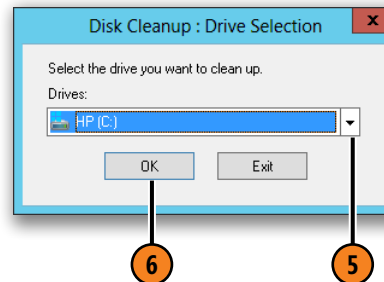 Disk Cleanup : Drive Selection
x
Select the drive you want to clean up.
Drives:
HP (C:)
OK Exit
6 5